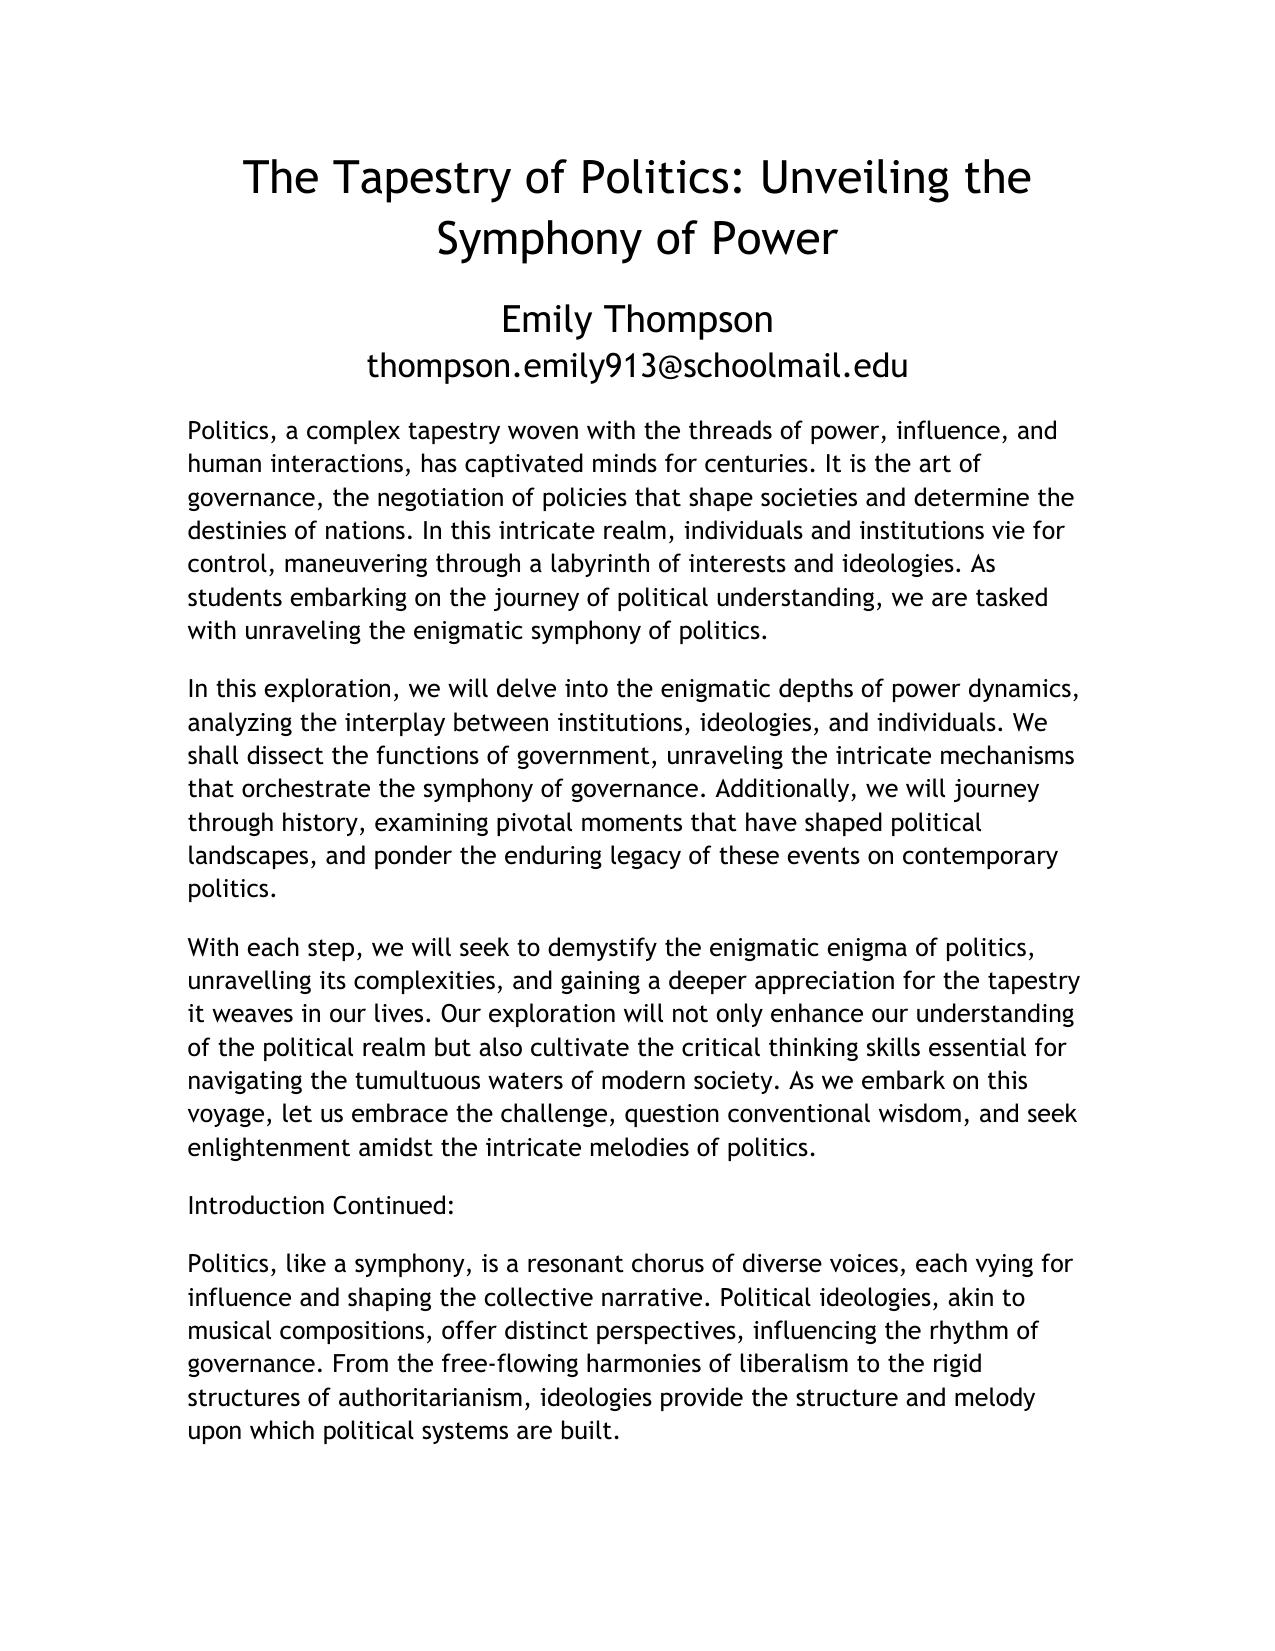 The Tapestry of Politics: Unveiling the
Symphony of Power
Emily Thompson
thompson.emily913@schoolmail.edu
Politics, a complex tapestry woven with the threads of power, influence, and
human interactions, has captivated minds for centuries. It is the art of
governance, the negotiation of policies that shape societies and determine the
destinies of nations. In this intricate realm, individuals and institutions vie for
control, maneuvering through a labyrinth of interests and ideologies. As
students embarking on the journey of political understanding, we are tasked
with unraveling the enigmatic symphony of politics.
In this exploration, we will delve into the enigmatic depths of power dynamics,
analyzing the interplay between institutions, ideologies, and individuals. We
shall dissect the functions of government, unraveling the intricate mechanisms
that orchestrate the symphony of governance. Additionally, we will journey
through history, examining pivotal moments that have shaped political
landscapes, and ponder the enduring legacy of these events on contemporary
politics.
With each step, we will seek to demystify the enigmatic enigma of politics,
unravelling its complexities, and gaining a deeper appreciation for the tapestry
it weaves in our lives. Our exploration will not only enhance our understanding
of the political realm but also cultivate the critical thinking skills essential for
navigating the tumultuous waters of modern society. As we embark on this
voyage, let us embrace the challenge, question conventional wisdom, and seek
enlightenment amidst the intricate melodies of politics.
Introduction Continued:
Politics, like a symphony, is a resonant chorus of diverse voices, each vying for
influence and shaping the collective narrative. Political ideologies, akin to
musical compositions, offer distinct perspectives, influencing the rhythm of
governance. From the free-flowing harmonies of liberalism to the rigid
structures of authoritarianism, ideologies provide the structure and melody
upon which political systems are built.